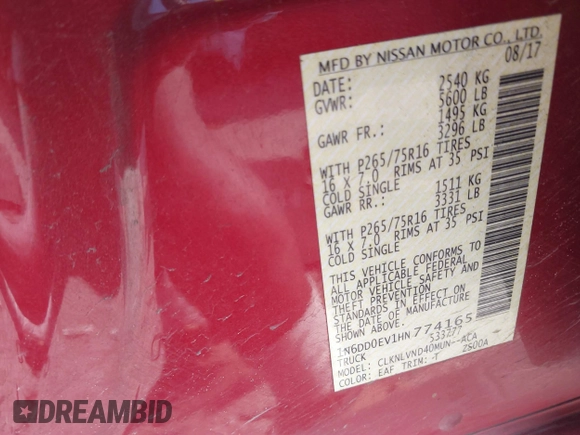 MFD BY NISSAN MOTOR CO., LTD.
DATE: 08/17
GVWR: 2540 KG
5600 LB
GAWR FR.: 1495 KG
3296 LB
WITH P265/75R16 TIRES
16 X 7.0 RIMS AT 35 PSI
COLD SINGLE
GAWR RR.: 1511 KG
3331 LB
WITH P265/75R16 TIRES
16 X 7.0 RIMS AT 35 PSI
COLD SINGLE
THIS VEHICLE CONFORMS TO
ALL APPLICABLE FEDERAL
MOTOR VEHICLE SAFETY AND
THEFT PREVENTION
STANDARDS IN EFFECT ON
THE DATE OF MANUFACTURE
SHOWN ABOVE.
1N6DD0EV1HN 774165
TRUCK 533277
MODEL: CLKNLVND40MUN--ACA
COLOR: EAF TRIM: T 2S00A
DREAMBID